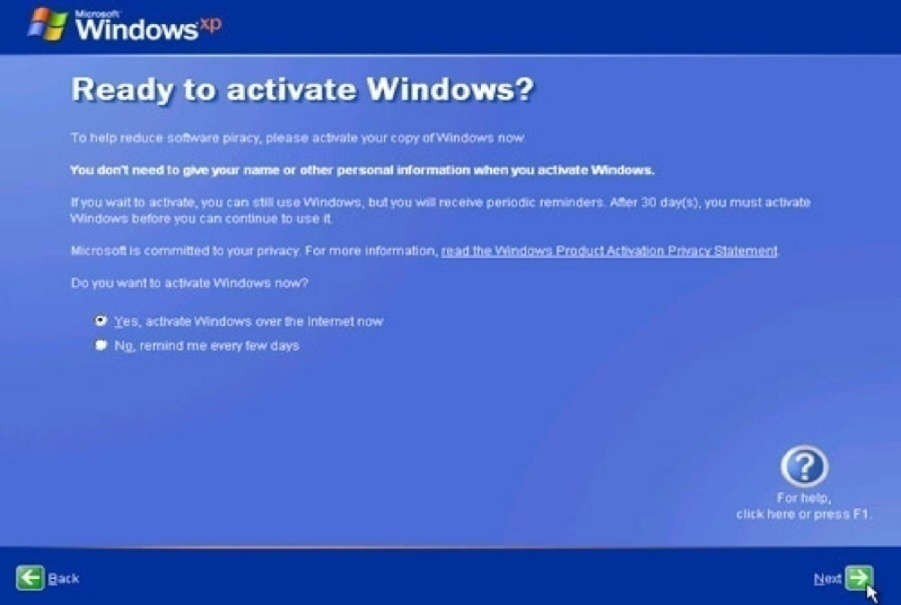 Microsoft
Windows xp
Ready to activate Windows?
To help reduce software piracy, please activate your copy of Windows now.
You don't need to give your name or other personal information when you activate Windows.
If you wait to activate, you can still use Windows, but you will receive periodic reminders. After 30 day(s), you must activate
Windows before you can continue to use it.
Microsoft is committed to your privacy. For more information, read the Windows Product Activation Privacy Statement.
Do you want to activate Windows now?
Yes, activate Windows over the Internet now
No, remind me every few days
For help,
click here or press F1.
Back
Next